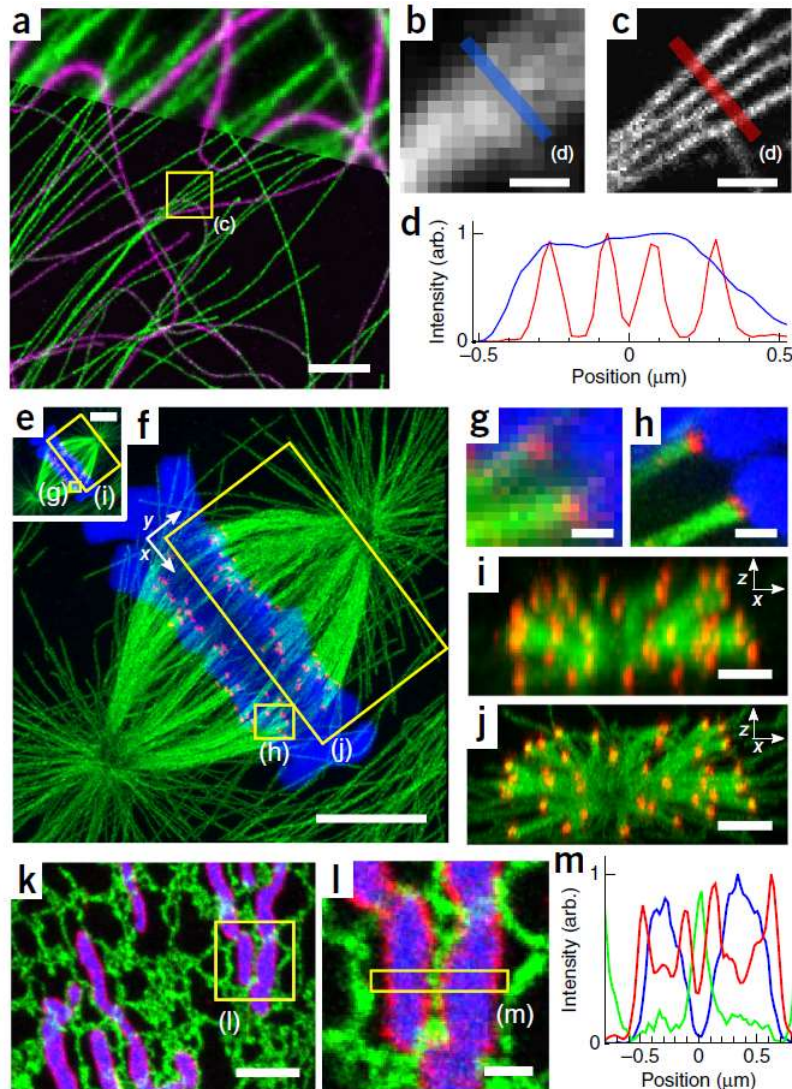 a
(c)
b
(d)
c
(d)
d
Intensity (arb.)
1
0
−0.5
0
0.5
Position (μm)
e
(g)
(i)
f
y
x
(h)
(j)
g
h
i
z
x
j
z
x
k
(l)
l
(m)
m
Intensity (arb.)
1
0
−0.5
0
0.5
Position (μm)